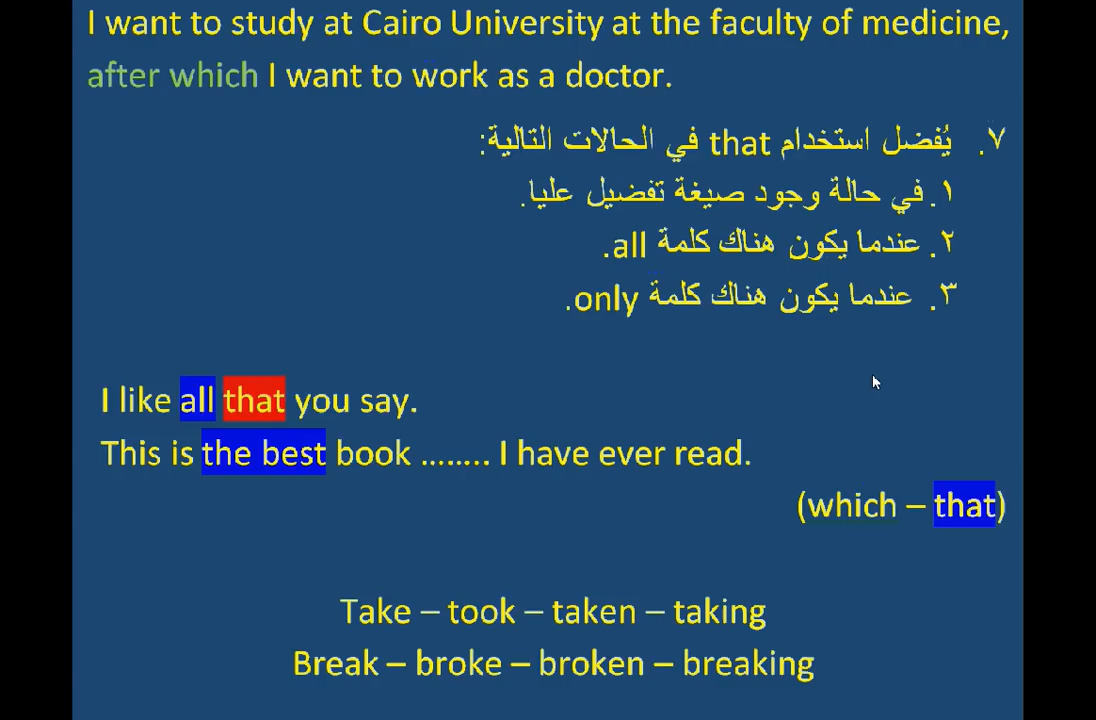 I want to study at Cairo University at the faculty of medicine,
after which I want to work as a doctor.
٧. يُفضل استخدام that في الحالات التالية:
١. في حالة وجود صيغة تفضيل عليا.
٢. عندما يكون هناك كلمة all.
٣. عندما يكون هناك كلمة only.
I like all that you say.
This is the best book …..... I have ever read.
(which – that)
Take – took – taken – taking
Break – broke – broken – breaking